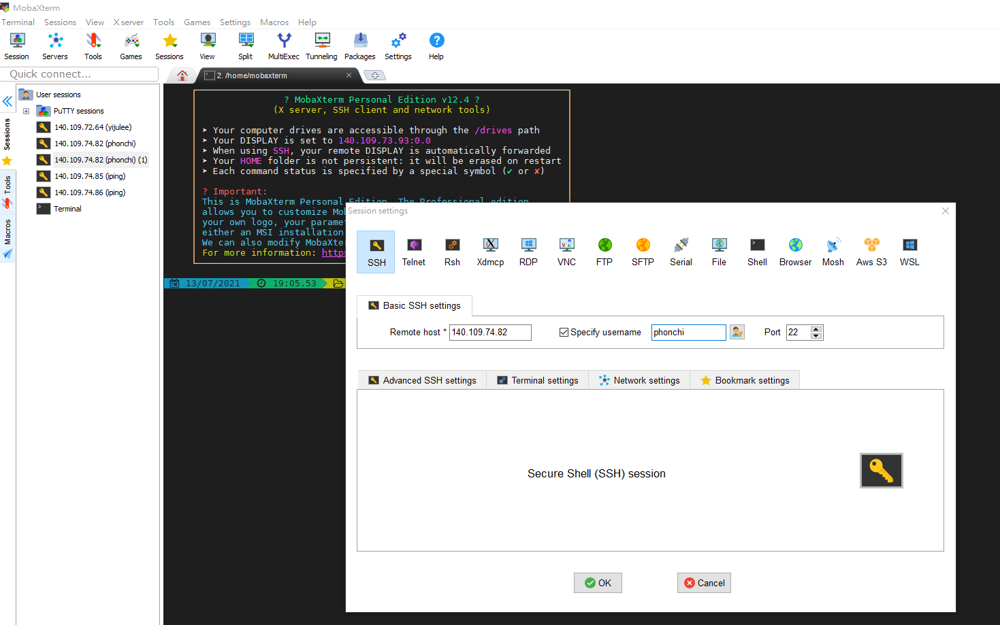 MobaXterm
Terminal Sessions View X server Tools Games Settings Macros Help
Session Servers Tools Games Sessions View Split MultiExec Tunneling Packages Settings Help
Quick connect...
2. /home/mobaxterm
User sessions
PuTTY sessions
140.109.72.64 (yijulee)
140.109.74.82 (phonchi)
140.109.74.82 (phonchi) (1)
140.109.74.85 (iping)
140.109.74.86 (iping)
Terminal
Sessions
Tools
Macros
? MobaXterm Personal Edition v12.4 ?
(X server, SSH client and network tools)
➤ Your computer drives are accessible through the /drives path
➤ Your DISPLAY is set to 140.109.73.93:0.0
➤ When using SSH, your remote DISPLAY is automatically forwarded
➤ Your HOME folder is not persistent: it will be erased on restart
➤ Each command status is specified by a special symbol (✔ or ✘)
? Important:
This is MobaXterm Personal Edition. The Professional edition
allows you to customize Mob
your own logo, your paramet
either an MSI installation
We can also modify MobaXter
For more information: https
13/07/2021 19:05.53
Session settings
SSH Telnet Rsh Xdmcp RDP VNC FTP SFTP Serial File Shell Browser Mosh Aws S3 WSL
Basic SSH settings
Remote host * 140.109.74.82 Specify username phonchi Port 22
Advanced SSH settings Terminal settings Network settings Bookmark settings
Secure Shell (SSH) session
OK Cancel